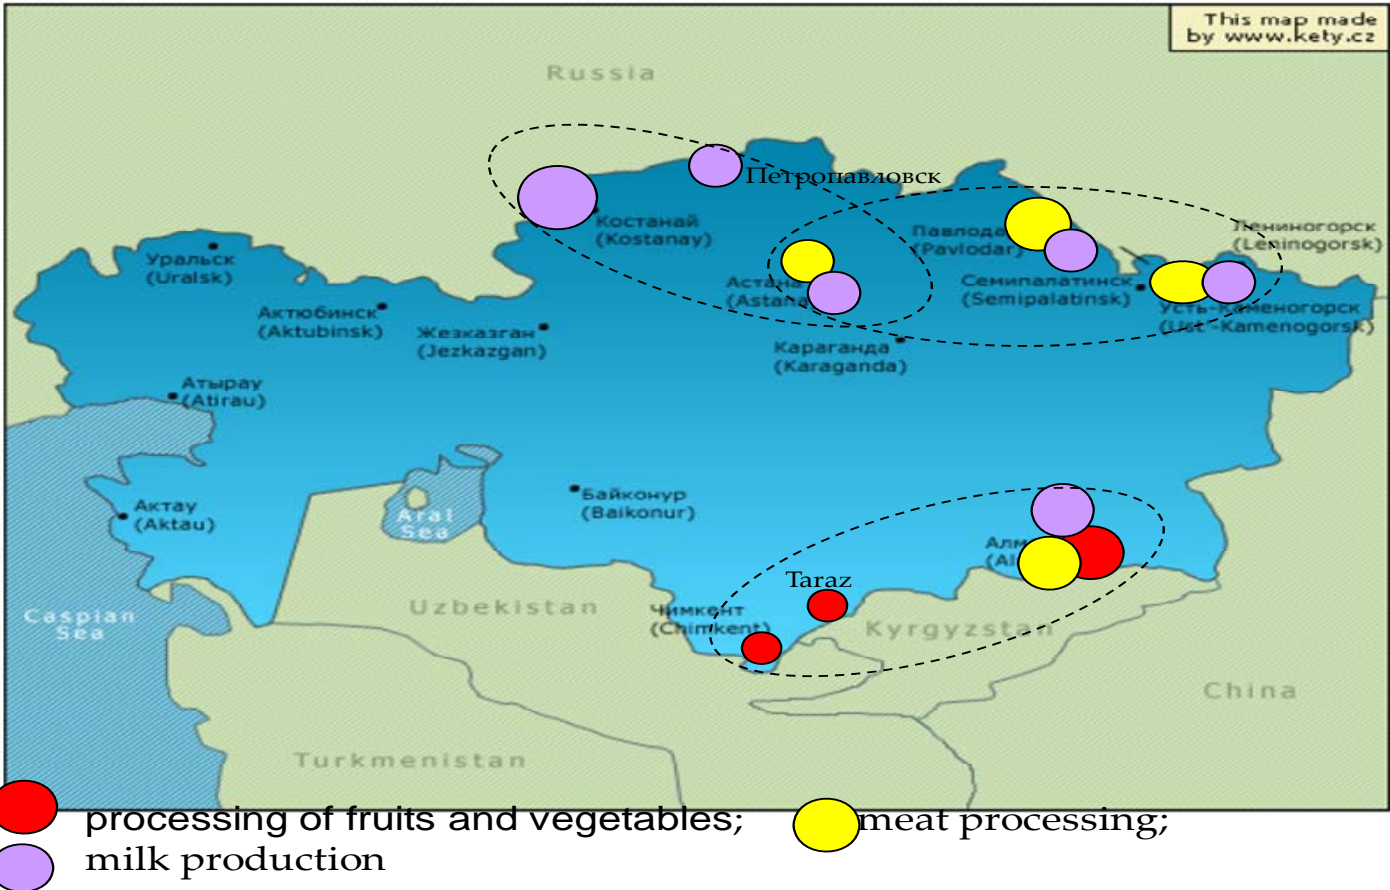 This map made
by www.kety.cz
Russia
Петропавловск
Костанай
(Kostanay)
Лениногорск
(Leninogorsk)
Павлода
(Pavlodar)
Уральск
(Uralsk)
Астана
(Astana
Семипалатинск
(Semipalatinsk)
Усть-Каменогорск
(Ust'-Kamenogorsk)
Актюбинск
(Aktubinsk)
Жезказган
(Jezkazgan)
Караганда
(Karaganda)
Атырау
(Atirau)
Актау
(Aktau)
Aral
Sea
Байконур
(Baikonur)
Taraz
Caspian
Sea
Uzbekistan
Чимкент
(Chimkent)
Kyrgyzstan
China
Turkmenistan
processing of fruits and vegetables;
meat processing;
milk production